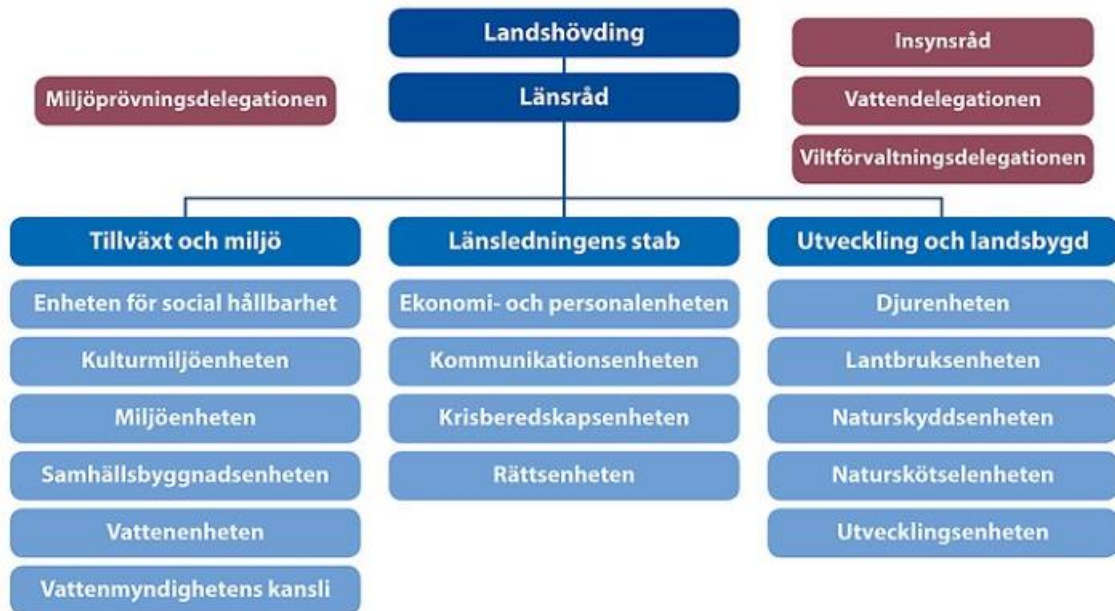 Landshövding
Länsråd
Miljöprövningsdelegationen
Insynsråd
Vattendelegationen
Viltförvaltningsdelegationen
Tillväxt och miljö
Enheten för social hållbarhet
Kulturmiljöenheten
Miljöenheten
Samhällsbyggnadsenheten
Vattenenheten
Vattenmyndighetens kansli
Länsledningens stab
Ekonomi- och personalenheten
Kommunikationsenheten
Krisberedskapsenheten
Rättsenheten
Utveckling och landsbygd
Djurenheten
Lantbruksenheten
Naturskyddsenheten
Naturskötselenheten
Utvecklingsenheten